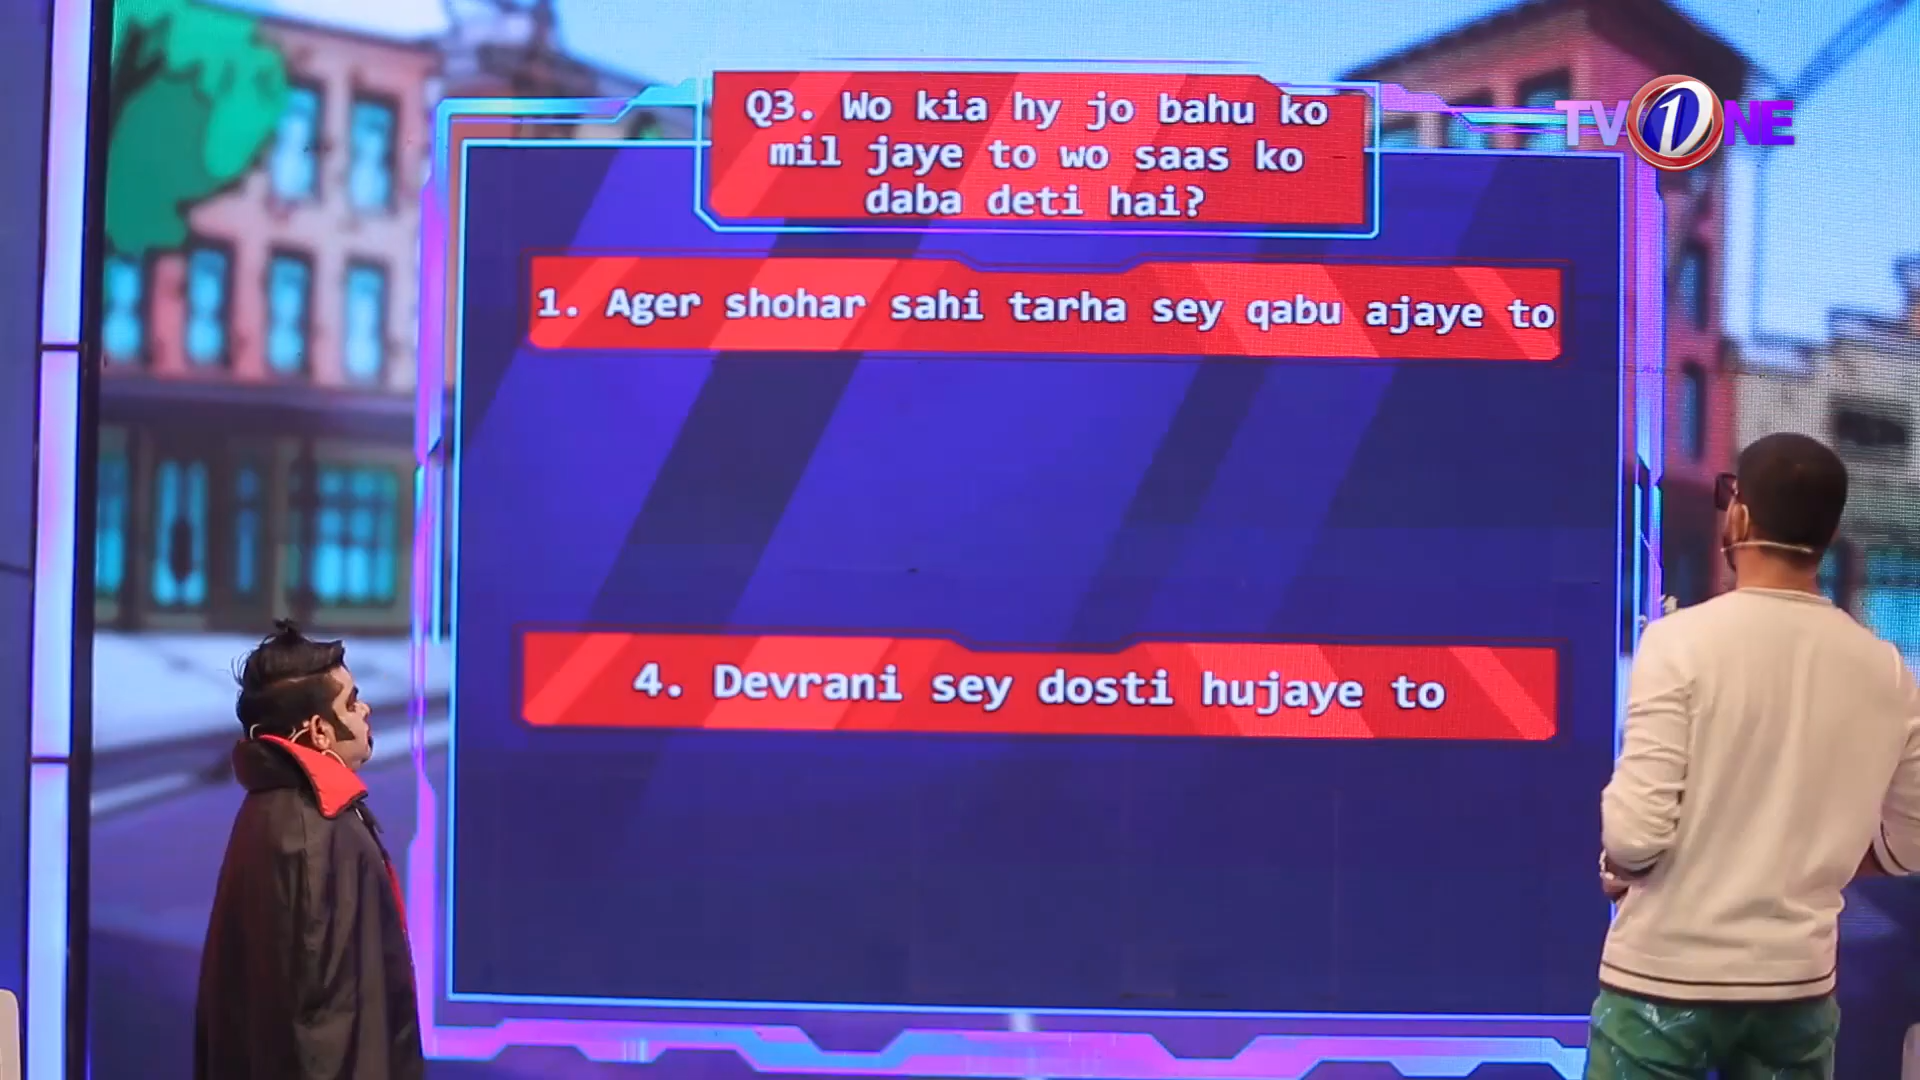 Q3. Wo kia hy jo bahu ko
mil jaye to wo saas ko
daba deti hai?
TV ONE
1. Ager shohar sahi tarha sey qabu ajaye to
4. Devrani sey dosti hujaye to